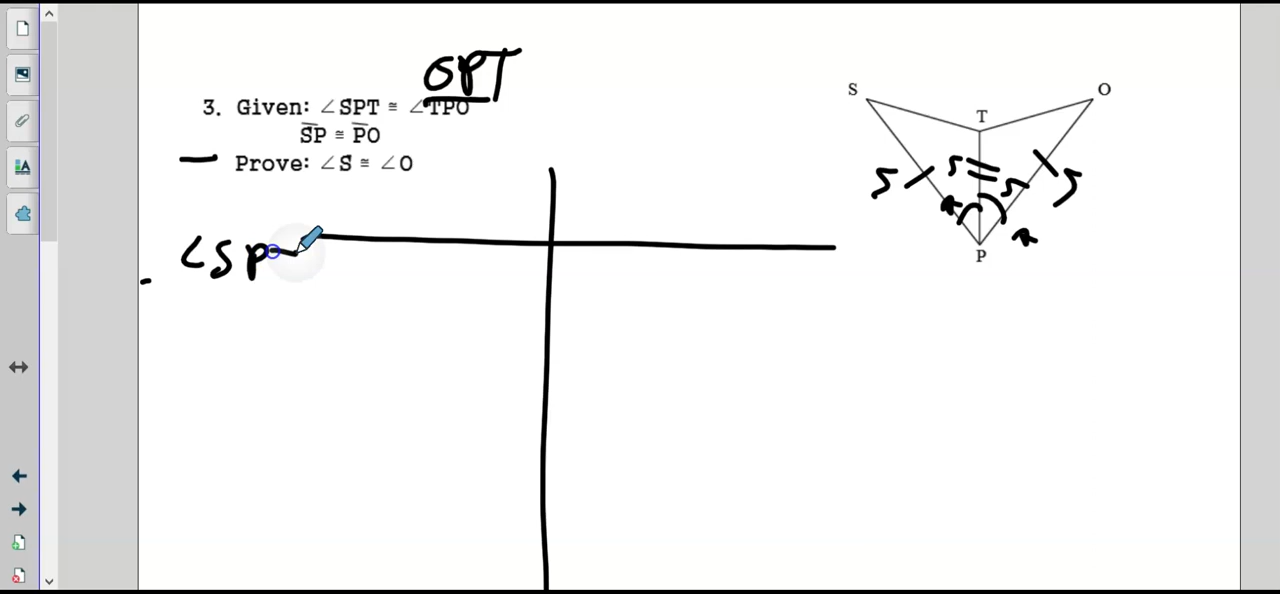 OPT
3. Given: ∠SPT ≅ ∠TPO
SP ≅ PO
Prove: ∠S ≅ ∠O
∠SP
S
O
T
S
S
S
S
P